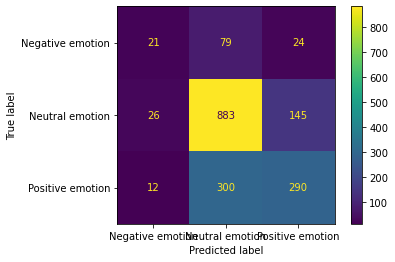 True label
Negative emotion 21 79 24
Neutral emotion 26 883 145
Positive emotion 12 300 290
Negative emotion Neutral emotion Positive emotion
Predicted label
800
700
600
500
400
300
200
100